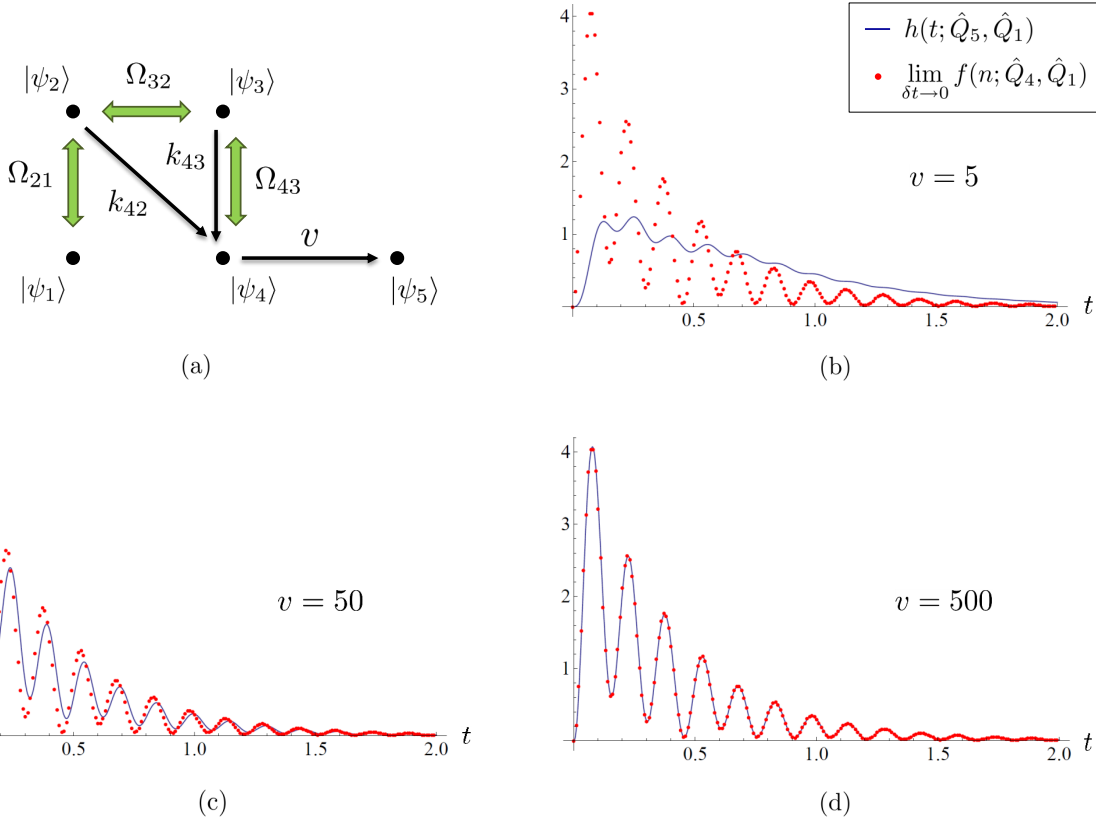 |ψ₂⟩ Ω₃₂ |ψ₃⟩
Ω₂₁ k₄₃ Ω₄₃
k₄₂
v
|ψ₁⟩ |ψ₄⟩ |ψ₅⟩
(a)
h(t; Q̂₅, Q̂₁)
lim f(n; Q̂₄, Q̂₁)
δt→0
v = 5
4
3
2
1
0.5 1.0 1.5 2.0 t
(b)
v = 50
0.5 1.0 1.5 2.0 t
(c)
v = 500
4
3
2
1
0.5 1.0 1.5 2.0 t
(d)